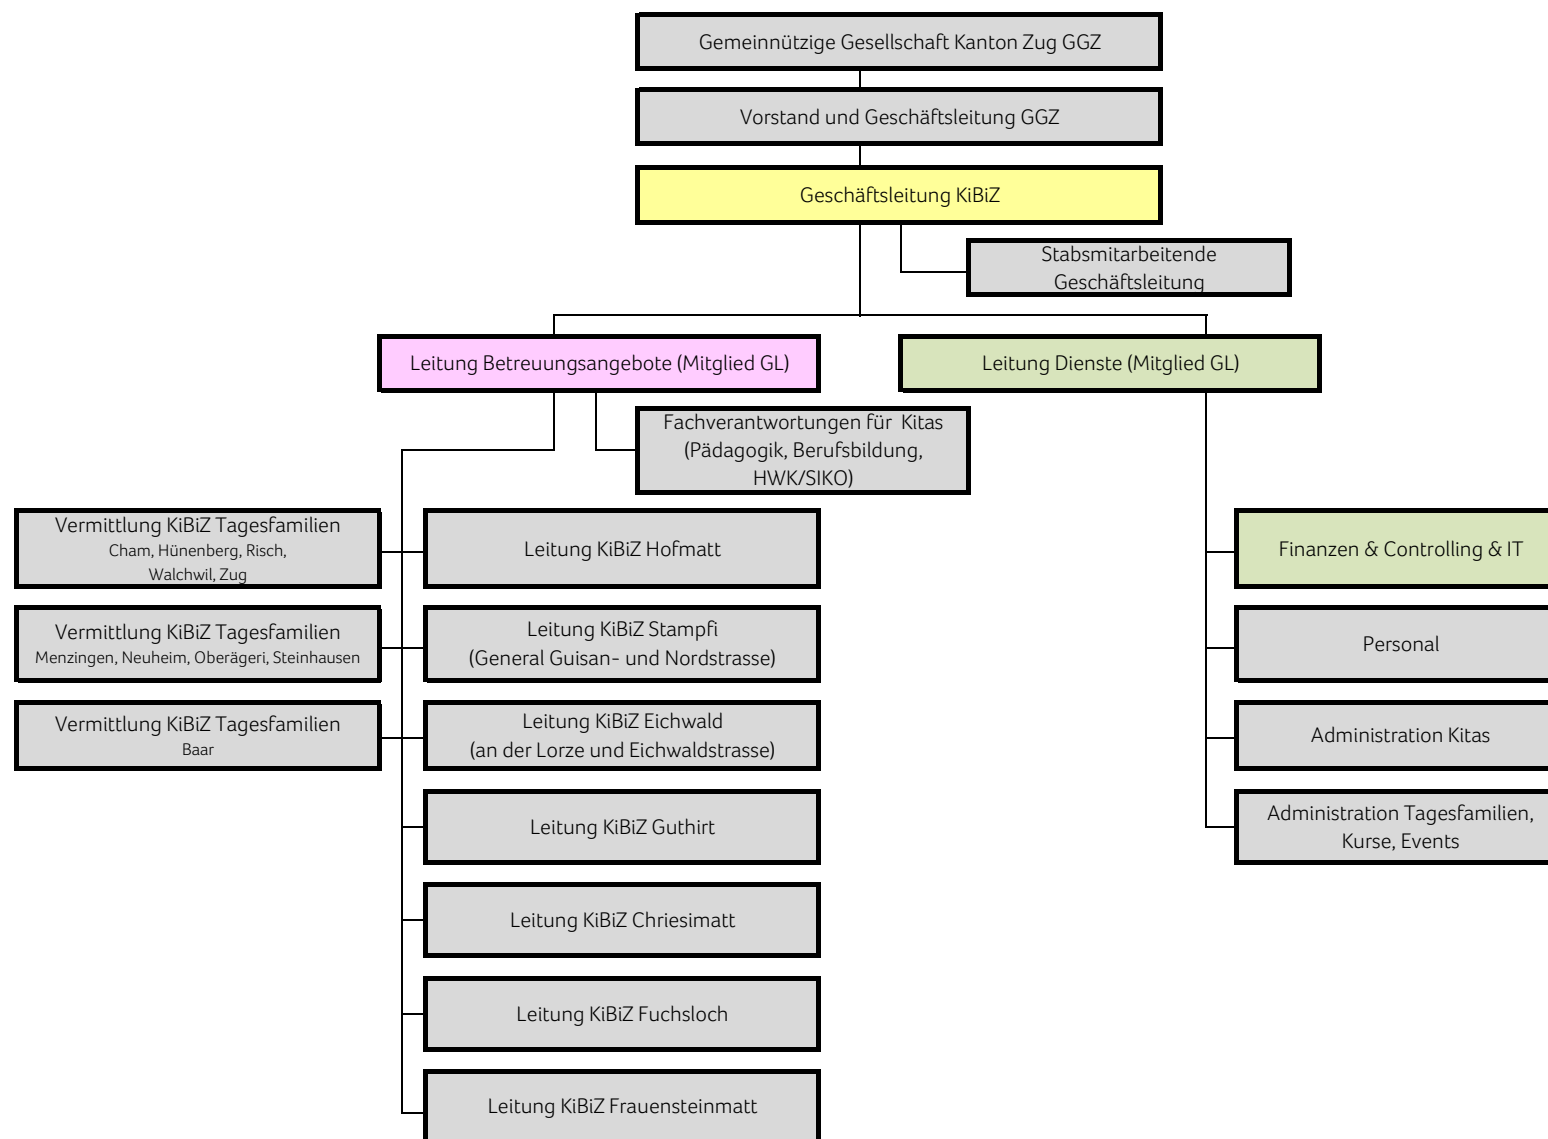 Gemeinnützige Gesellschaft Kanton Zug GGZ
Vorstand und Geschäftsleitung GGZ
Geschäftsleitung KiBiZ
Stabsmitarbeitende
Geschäftsleitung
Leitung Betreuungsangebote (Mitglied GL)
Leitung Dienste (Mitglied GL)
Fachverantwortungen für Kitas
(Pädagogik, Berufsbildung,
HWK/SIKO)
Vermittlung KiBiZ Tagesfamilien
Cham, Hünenberg, Risch,
Walchwil, Zug
Leitung KiBiZ Hofmatt
Finanzen & Controlling & IT
Vermittlung KiBiZ Tagesfamilien
Menzingen, Neuheim, Oberägeri, Steinhausen
Leitung KiBiZ Stampfi
(General Guisan- und Nordstrasse)
Personal
Vermittlung KiBiZ Tagesfamilien
Baar
Leitung KiBiZ Eichwald
(an der Lorze und Eichwaldstrasse)
Administration Kitas
Leitung KiBiZ Guthirt
Administration Tagesfamilien,
Kurse, Events
Leitung KiBiZ Chriesimatt
Leitung KiBiZ Fuchsloch
Leitung KiBiZ Frauensteinmatt